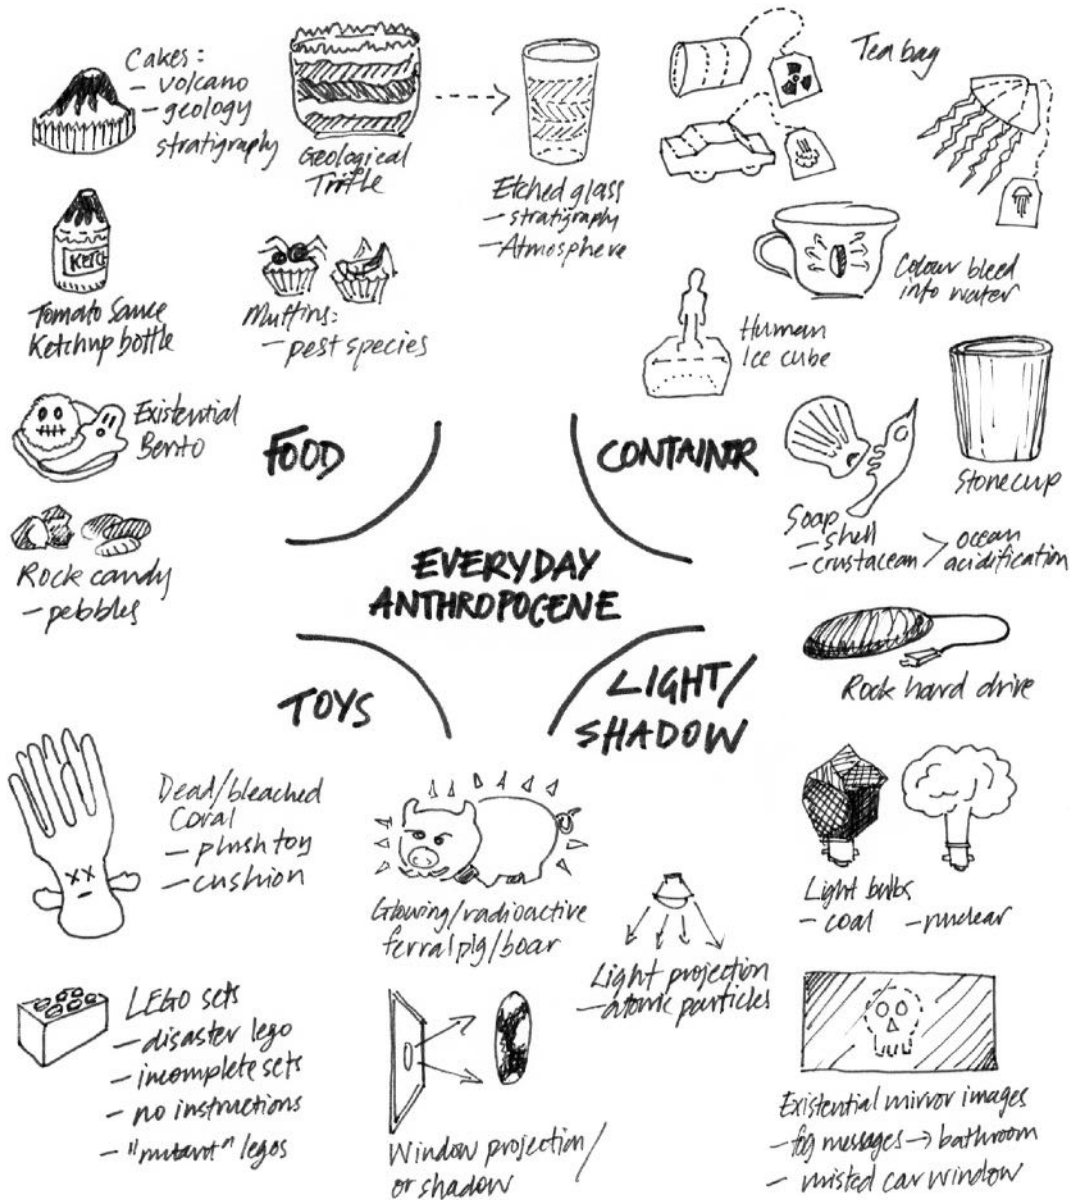 Cakes:
– volcano
– geology
stratigraphy
Geological
Trifle
Etched glass
– stratigraphy
– Atmosphere
Tea bag
KETCH
Tomato Sauce
Ketchup bottle
Muffins:
– pest species
Colour bleed
into water
Human
Ice cube
Existential
Bento
FOOD
CONTAINER
Stone cup
Soap
– shell
– crustacean > ocean
acidification
Rock candy
– pebbles
EVERYDAY
ANTHROPOCENE
Rock hard drive
TOYS
LIGHT/
SHADOW
Dead/bleached
Coral
– plush toy
– cushion
Glowing/radioactive
ferral pig/boar
Light bulbs
– coal – nuclear
Light projection
– atomic particles
LEGO sets
– disaster lego
– incomplete sets
– no instructions
– "mutant" legos
Window projection/
or shadow
Existential mirror images
– fog messages → bathroom
– misted car window